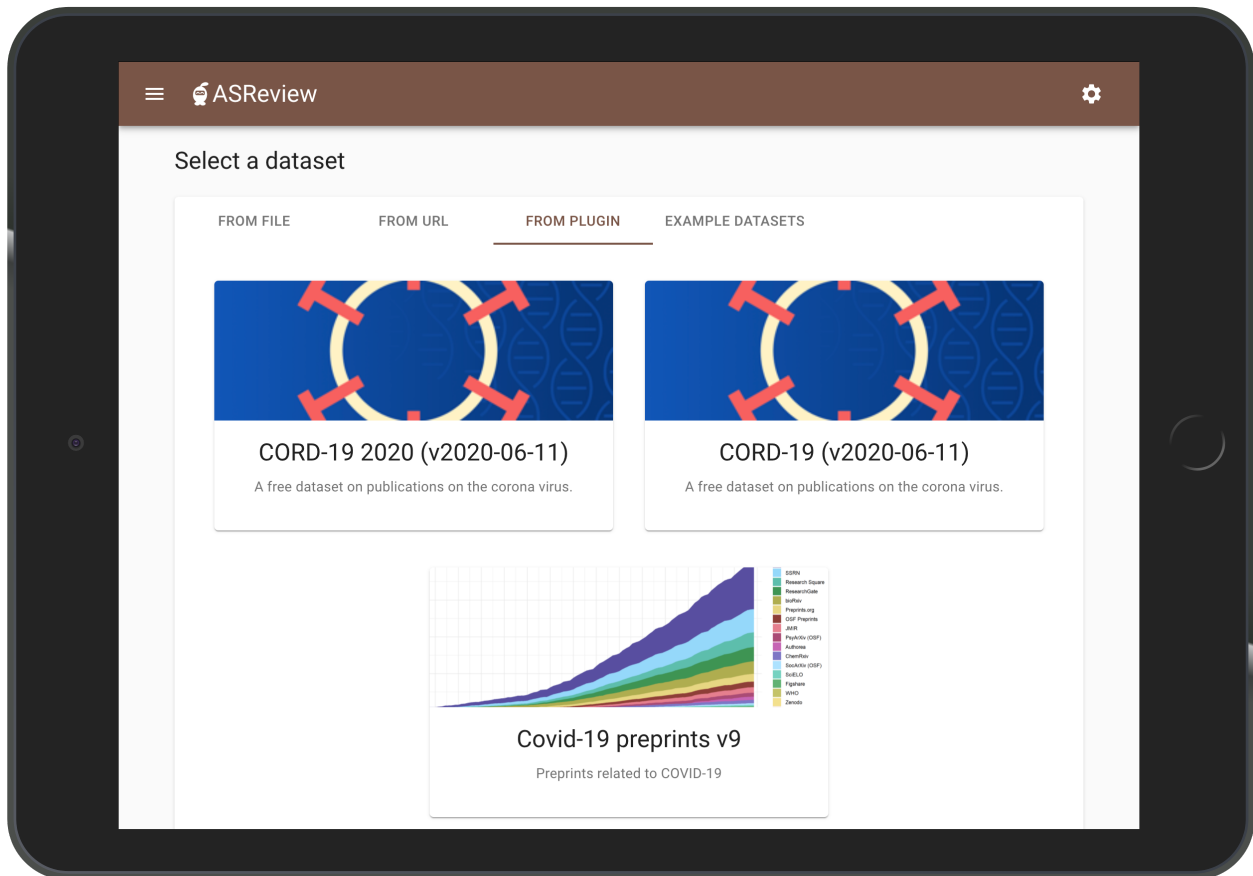 ASReview
Select a dataset
FROM FILE
FROM URL
FROM PLUGIN
EXAMPLE DATASETS
CORD-19 2020 (v2020-06-11)
A free dataset on publications on the corona virus.
CORD-19 (v2020-06-11)
A free dataset on publications on the corona virus.
SSRN
Research Square
ResearchGate
bioRxiv
Preprints.org
OSF Preprints
JMIR
PsyArXiv (OSF)
Authorea
ChemRxiv
SocArXiv (OSF)
SciELO
Figshare
WHO
Zenodo
Covid-19 preprints v9
Preprints related to COVID-19